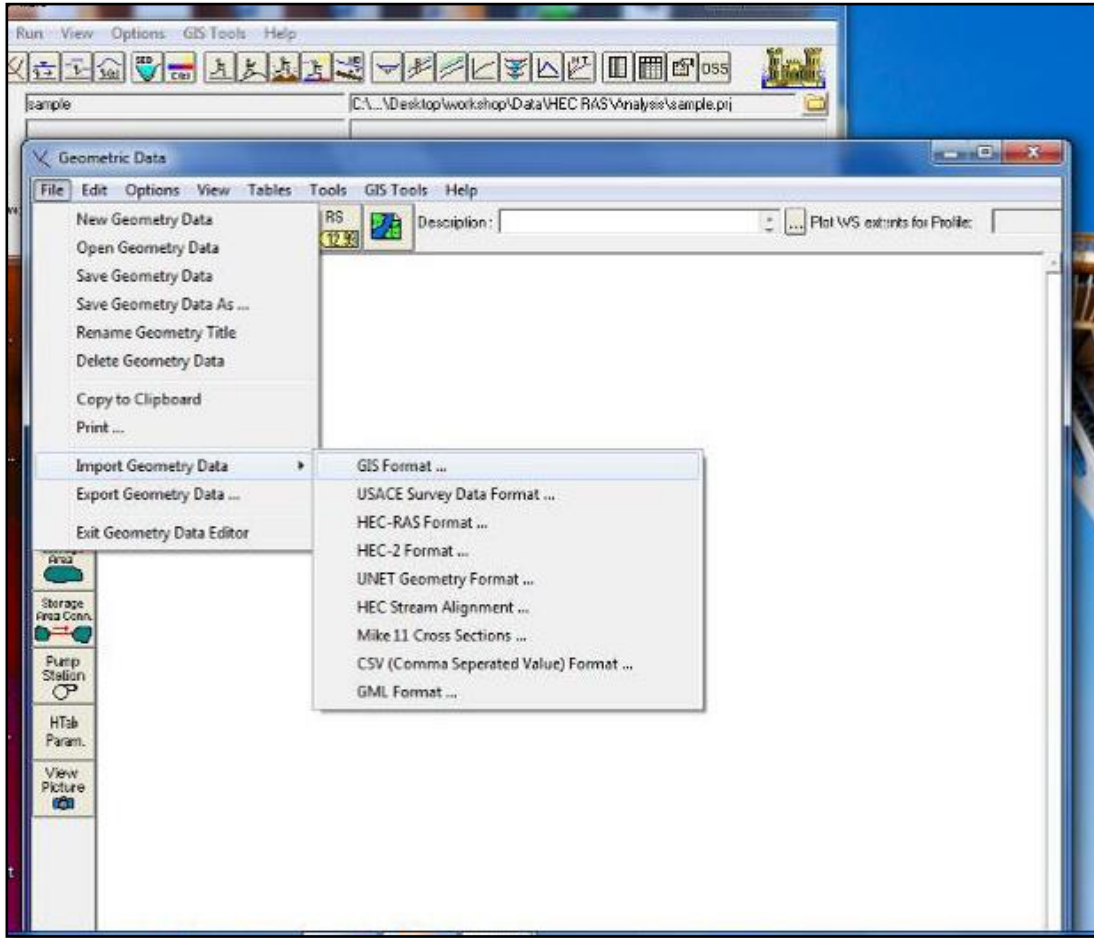 Run View Options GIS Tools Help
oss
sample C:\...\Desktop\workshop\Data\HEC RAS\Analysis\sample.prj
Geometric Data
File Edit Options View Tables Tools GIS Tools Help
RS Description : ... Plot WS extents for Profile:
New Geometry Data
Open Geometry Data
Save Geometry Data
Save Geometry Data As ...
Rename Geometry Title
Delete Geometry Data
Copy to Clipboard
Print ...
Import Geometry Data
Export Geometry Data ...
Exit Geometry Data Editor
GIS Format ...
USACE Survey Data Format ...
HEC-RAS Format ...
HEC-2 Format ...
UNET Geometry Format ...
HEC Stream Alignment ...
Mike 11 Cross Sections ...
CSV (Comma Seperated Value) Format ...
GML Format ...
Area
Storage
Area Conn.
Pump
Station
HTab
Param.
View
Picture